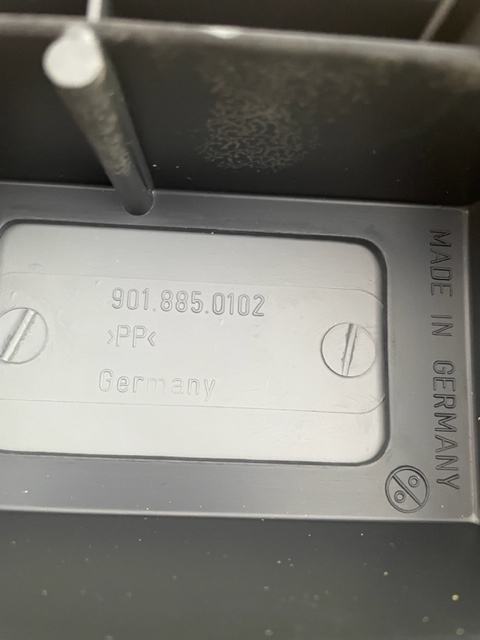 901.885.0102
>PP<
Germany
MADE IN GERMANY